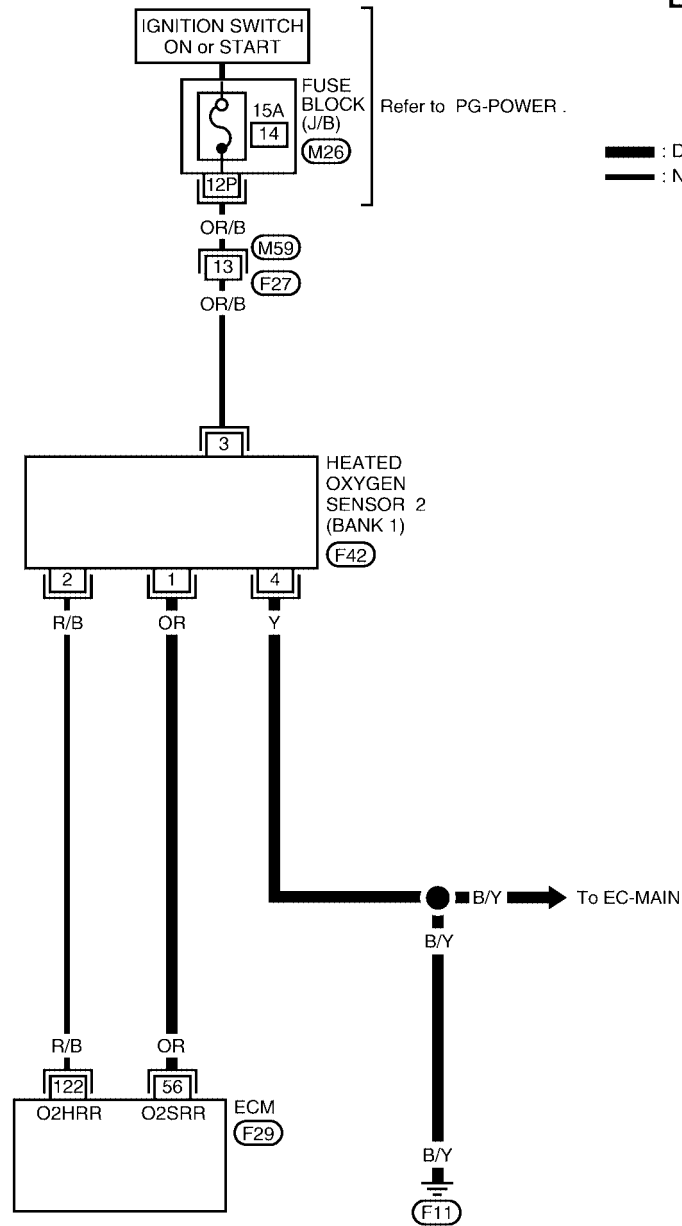 IGNITION SWITCH
ON or START
FUSE
BLOCK
(J/B)
M26
15A
14
Refer to PG-POWER .
: D
: N
12P
OR/B
M59
13
F27
OR/B
3
HEATED
OXYGEN
SENSOR 2
(BANK 1)
F42
2 1 4
R/B OR Y
B/Y To EC-MAIN
B/Y
R/B OR
122 56
O2HRR O2SRR
ECM
F29
B/Y
F11